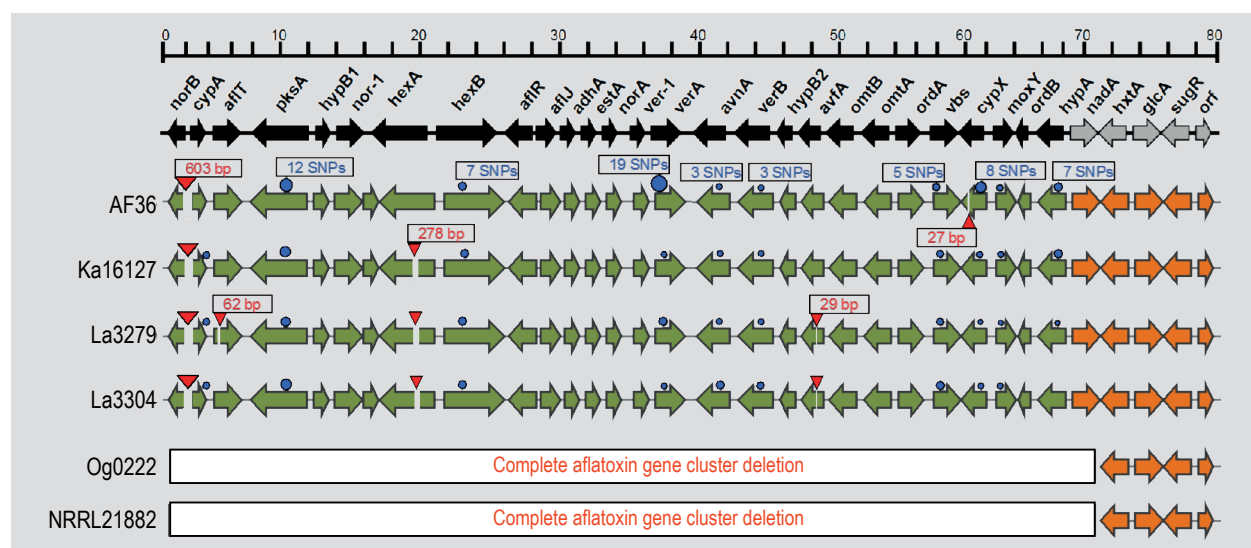 0 10 20 30 40 50 60 70 80
norB cypA aflT pksA hypB1 nor-1 hexA hexB aflR aflJ adhA estA norA ver-1 verA avnA verB hypB2 avfA omtB omtA ordA vbs cypX moxY ordB hypA nadA hxtA glcA sugR orf
603 bp 12 SNPs 7 SNPs 19 SNPs 3 SNPs 3 SNPs 5 SNPs 8 SNPs 7 SNPs
AF36
278 bp 27 bp
Ka16127
62 bp 29 bp
La3279
La3304
Og0222 Complete aflatoxin gene cluster deletion
NRRL21882 Complete aflatoxin gene cluster deletion